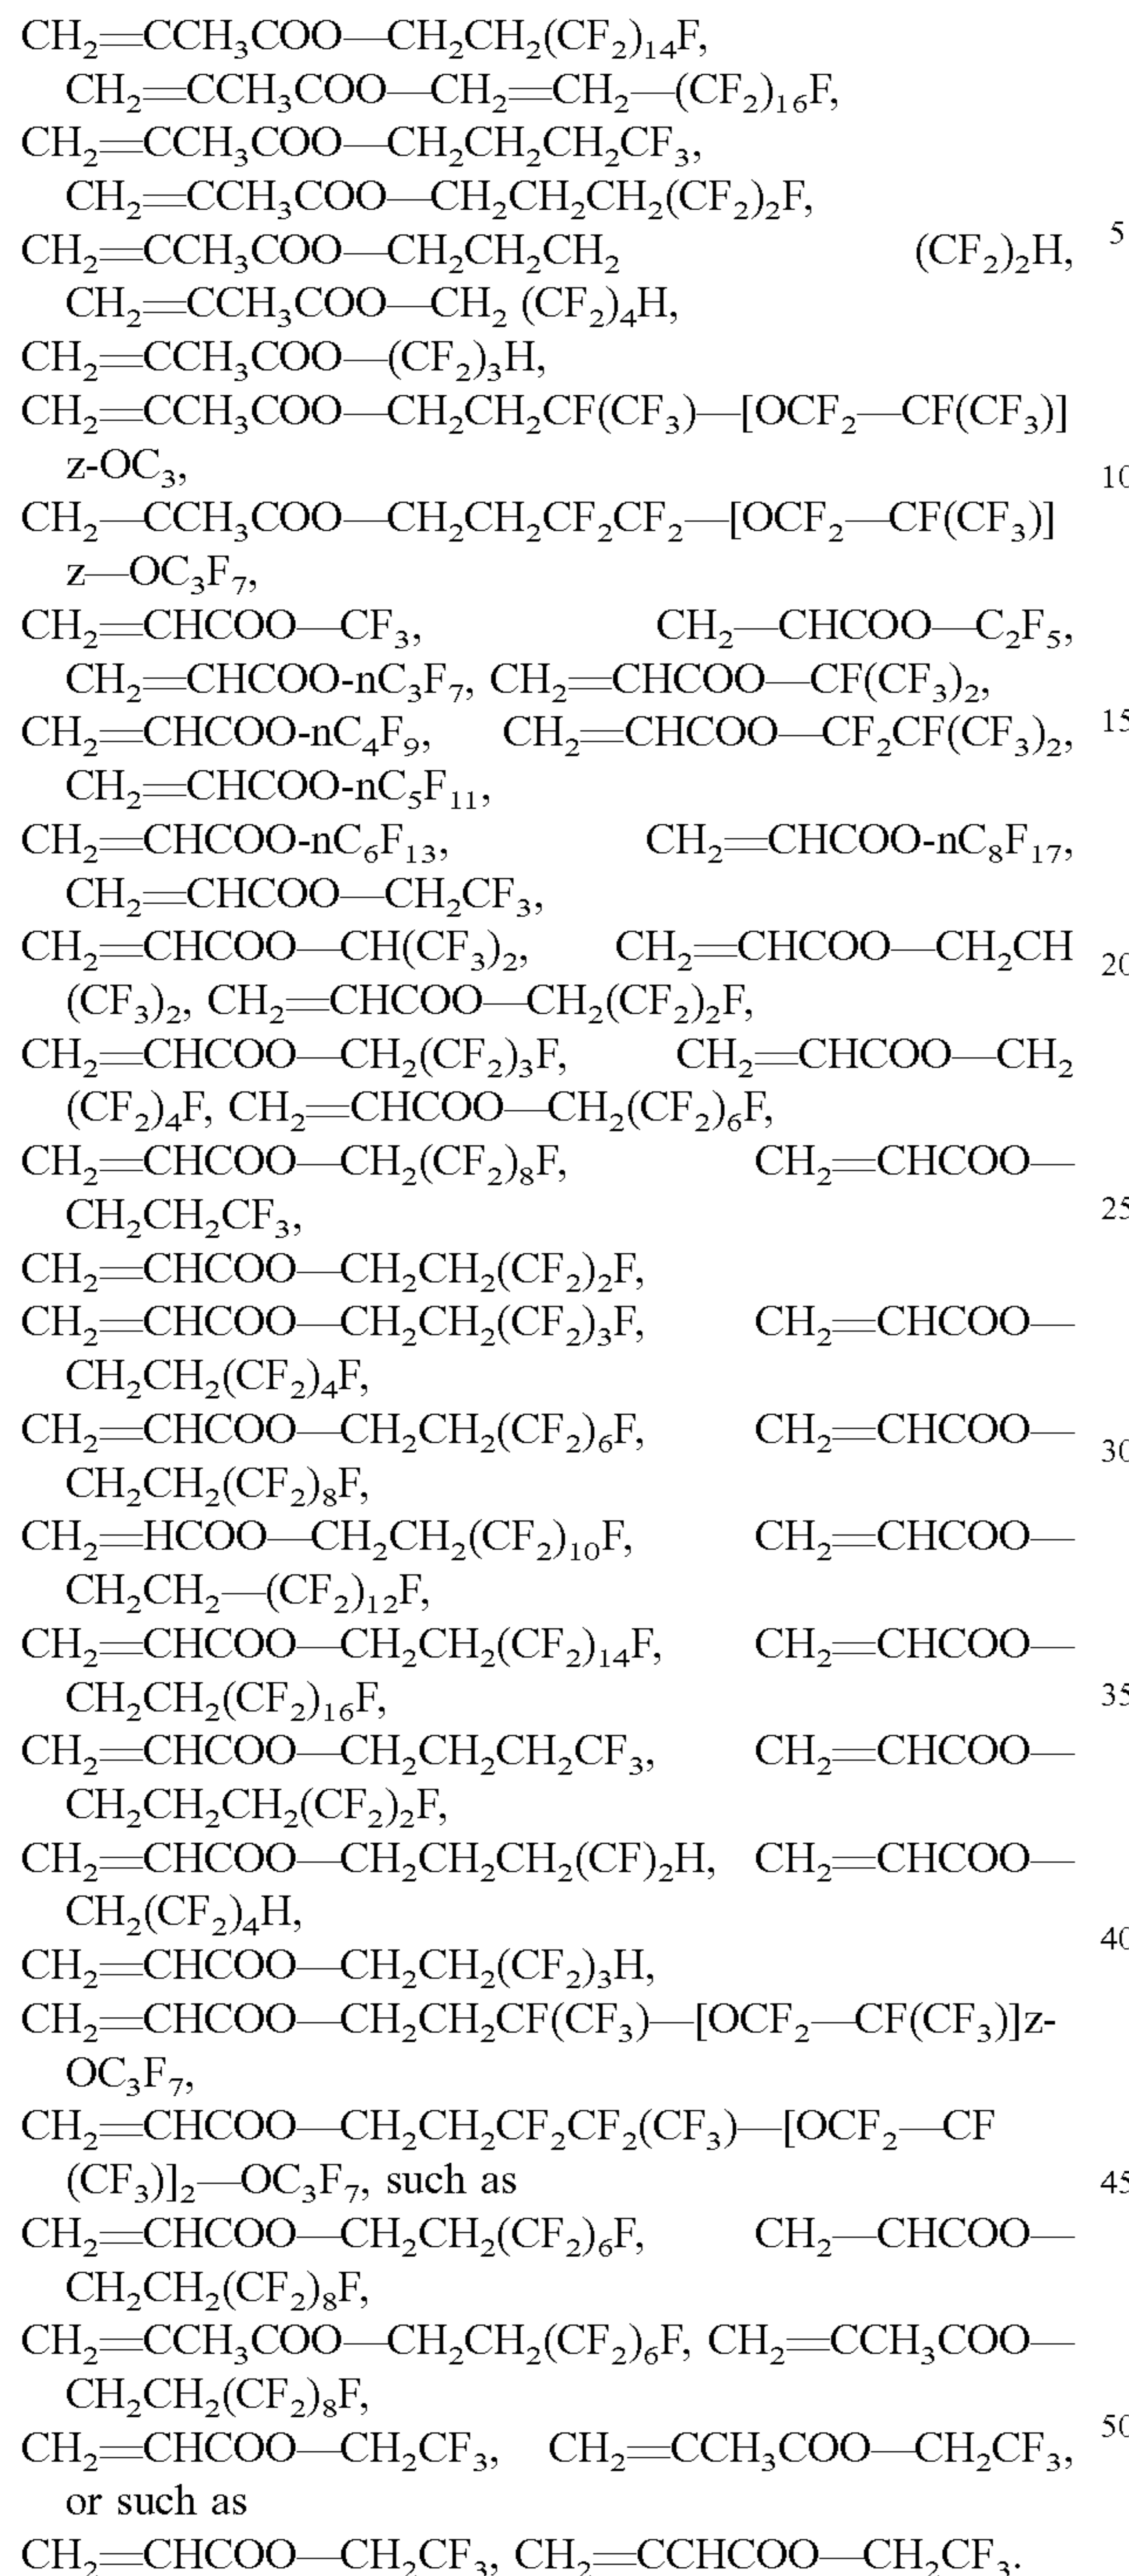 CH₂═CCH₃COO—CH₂CH₂(CF₂)₁₄F,
CH₂═CCH₃COO—CH₂═CH₂—(CF₂)₁₆F,
CH₂═CCH₃COO—CH₂CH₂CH₂CF₃,
CH₂═CCH₃COO—CH₂CH₂CH₂(CF₂)₂F,
CH₂═CCH₃COO—CH₂CH₂CH₂ (CF₂)₂H, 5
CH₂═CCH₃COO—CH₂ (CF₂)₄H,
CH₂═CCH₃COO—(CF₂)₃H,
CH₂═CCH₃COO—CH₂CH₂CF(CF₃)—[OCF₂—CF(CF₃)]
z-OC₃, 10
CH₂—CCH₃COO—CH₂CH₂CF₂CF₂—[OCF₂—CF(CF₃)]
z—OC₃F₇,
CH₂═CHCOO—CF₃, CH₂—CHCOO—C₂F₅,
CH₂═CHCOO-nC₃F₇, CH₂═CHCOO—CF(CF₃)₂,
CH₂═CHCOO-nC₄F₉, CH₂═CHCOO—CF₂CF(CF₃)₂, 15
CH₂═CHCOO-nC₅F₁₁,
CH₂═CHCOO-nC₆F₁₃, CH₂═CHCOO-nC₈F₁₇,
CH₂═CHCOO—CH₂CF₃,
CH₂═CHCOO—CH(CF₃)₂, CH₂═CHCOO—CH₂CH 20
(CF₃)₂, CH₂═CHCOO—CH₂(CF₂)₂F,
CH₂═CHCOO—CH₂(CF₂)₃F, CH₂═CHCOO—CH₂
(CF₂)₄F, CH₂═CHCOO—CH₂(CF₂)₆F,
CH₂═CHCOO—CH₂(CF₂)₈F, CH₂═CHCOO—
CH₂CH₂CF₃, 25
CH₂═CHCOO—CH₂CH₂(CF₂)₂F,
CH₂═CHCOO—CH₂CH₂(CF₂)₃F, CH₂═CHCOO—
CH₂CH₂(CF₂)₄F,
CH₂═CHCOO—CH₂CH₂(CF₂)₆F, CH₂═CHCOO— 30
CH₂CH₂(CF₂)₈F,
CH₂═HCOO—CH₂CH₂(CF₂)₁₀F, CH₂═CHCOO—
CH₂CH₂—(CF₂)₁₂F,
CH₂═CHCOO—CH₂CH₂(CF₂)₁₄F, CH₂═CHCOO—
CH₂CH₂(CF₂)₁₆F, 35
CH₂═CHCOO—CH₂CH₂CH₂CF₃, CH₂═CHCOO—
CH₂CH₂CH₂(CF₂)₂F,
CH₂═CHCOO—CH₂CH₂CH₂(CF)₂H, CH₂═CHCOO—
CH₂(CF₂)₄H, 40
CH₂═CHCOO—CH₂CH₂(CF₂)₃H,
CH₂═CHCOO—CH₂CH₂CF(CF₃)—[OCF₂—CF(CF₃)]z-
OC₃F₇,
CH₂═CHCOO—CH₂CH₂CF₂CF₂(CF₃)—[OCF₂—CF
(CF₃)]₂—OC₃F₇, such as 45
CH₂═CHCOO—CH₂CH₂(CF₂)₆F, CH₂—CHCOO—
CH₂CH₂(CF₂)₈F,
CH₂═CCH₃COO—CH₂CH₂(CF₂)₆F, CH₂═CCH₃COO—
CH₂CH₂(CF₂)₈F,
CH₂═CHCOO—CH₂CF₃, CH₂═CCH₃COO—CH₂CF₃, 50
or such as
CH₂═CHCOO—CH₂CF₃, CH₂═CCHCOO—CH₂CF₃.